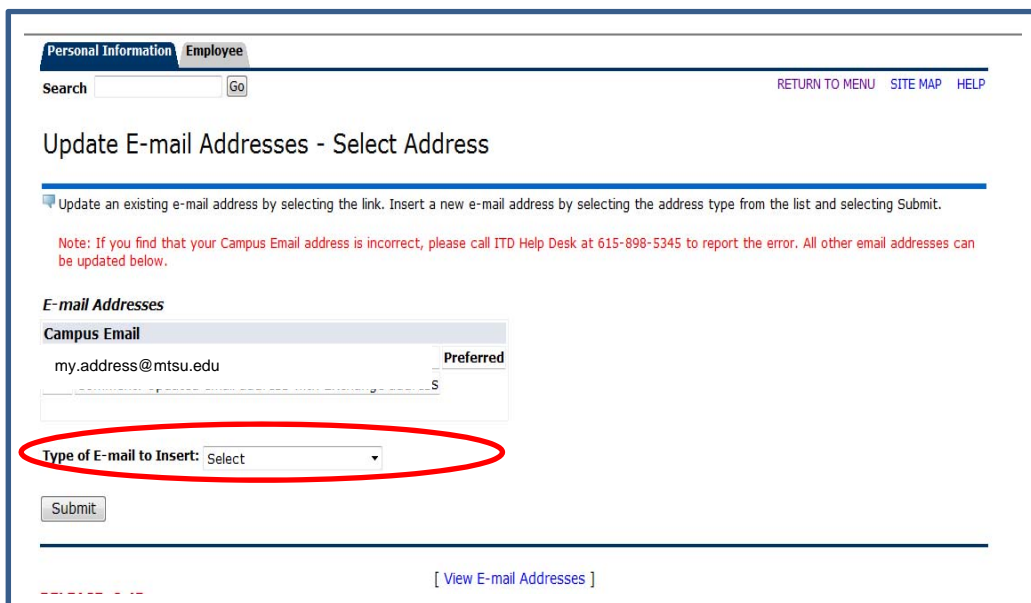 Personal Information Employee
Search Go RETURN TO MENU SITE MAP HELP
Update E-mail Addresses - Select Address
Update an existing e-mail address by selecting the link. Insert a new e-mail address by selecting the address type from the list and selecting Submit.
Note: If you find that your Campus Email address is incorrect, please call ITD Help Desk at 615-898-5345 to report the error. All other email addresses can
be updated below.
E-mail Addresses
Campus Email
my.address@mtsu.edu Preferred
Type of E-mail to Insert: Select
Submit
[ View E-mail Addresses ]